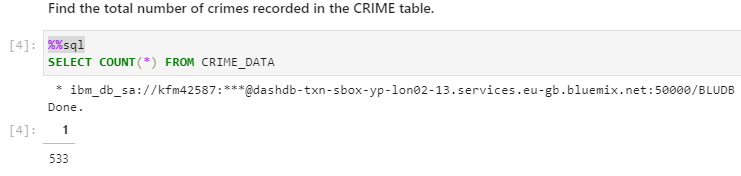 Find the total number of crimes recorded in the CRIME table.
[4]: %%sql
SELECT COUNT(*) FROM CRIME_DATA
* ibm_db_sa://kfm42587:***@dashdb-txn-sbox-yp-lon02-13.services.eu-gb.bluemix.net:50000/BLUDB
Done.
[4]: 1
533